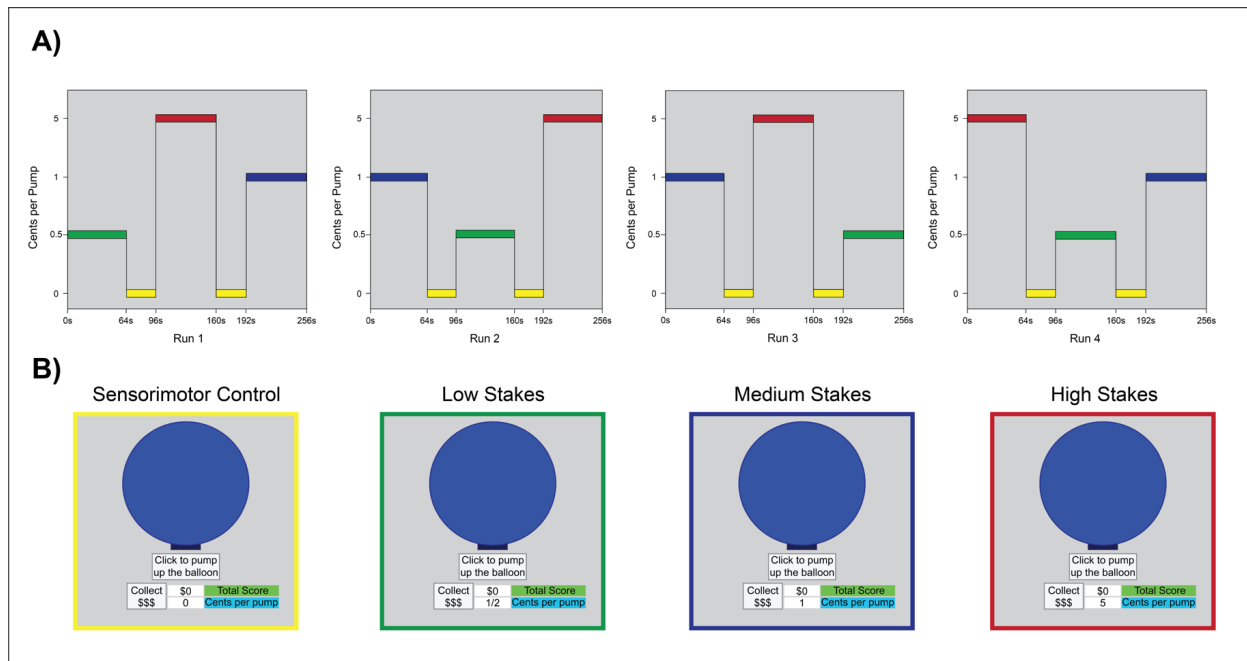 A)
Cents per Pump
5
1
0.5
0
0s 64s 96s 160s 192s 256s
Run 1
Cents per Pump
5
1
0.5
0
0s 64s 96s 160s 192s 256s
Run 2
Cents per Pump
5
1
0.5
0
0s 64s 96s 160s 192s 256s
Run 3
Cents per Pump
5
1
0.5
0
0s 64s 96s 160s 192s 256s
Run 4
B)
Sensorimotor Control
Click to pump
up the balloon
Collect $0 Total Score
$$$ 0 Cents per pump
Low Stakes
Click to pump
up the balloon
Collect $0 Total Score
$$$ 1/2 Cents per pump
Medium Stakes
Click to pump
up the balloon
Collect $0 Total Score
$$$ 1 Cents per pump
High Stakes
Click to pump
up the balloon
Collect $0 Total Score
$$$ 5 Cents per pump